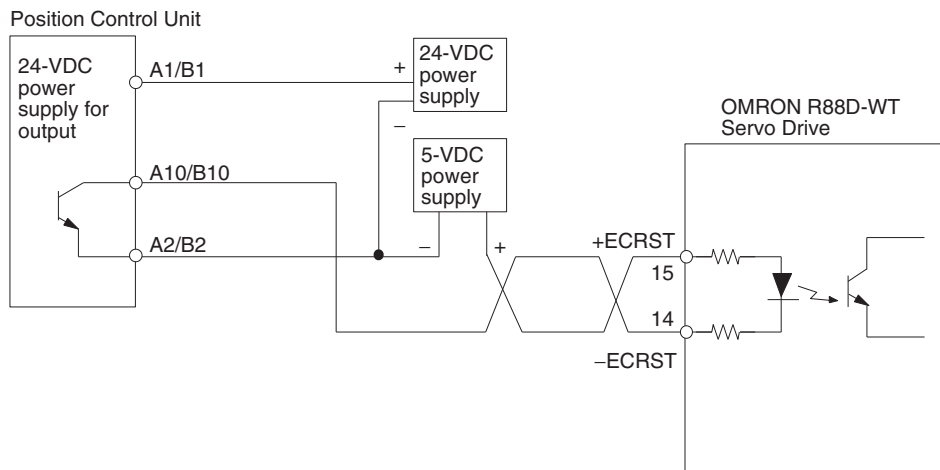 Position Control Unit
24-VDC
power
supply for
output
A1/B1
+
24-VDC
power
supply
–
A10/B10
5-VDC
power
supply
A2/B2
–
+
OMRON R88D-WT
Servo Drive
+ECRST
15
14
–ECRST